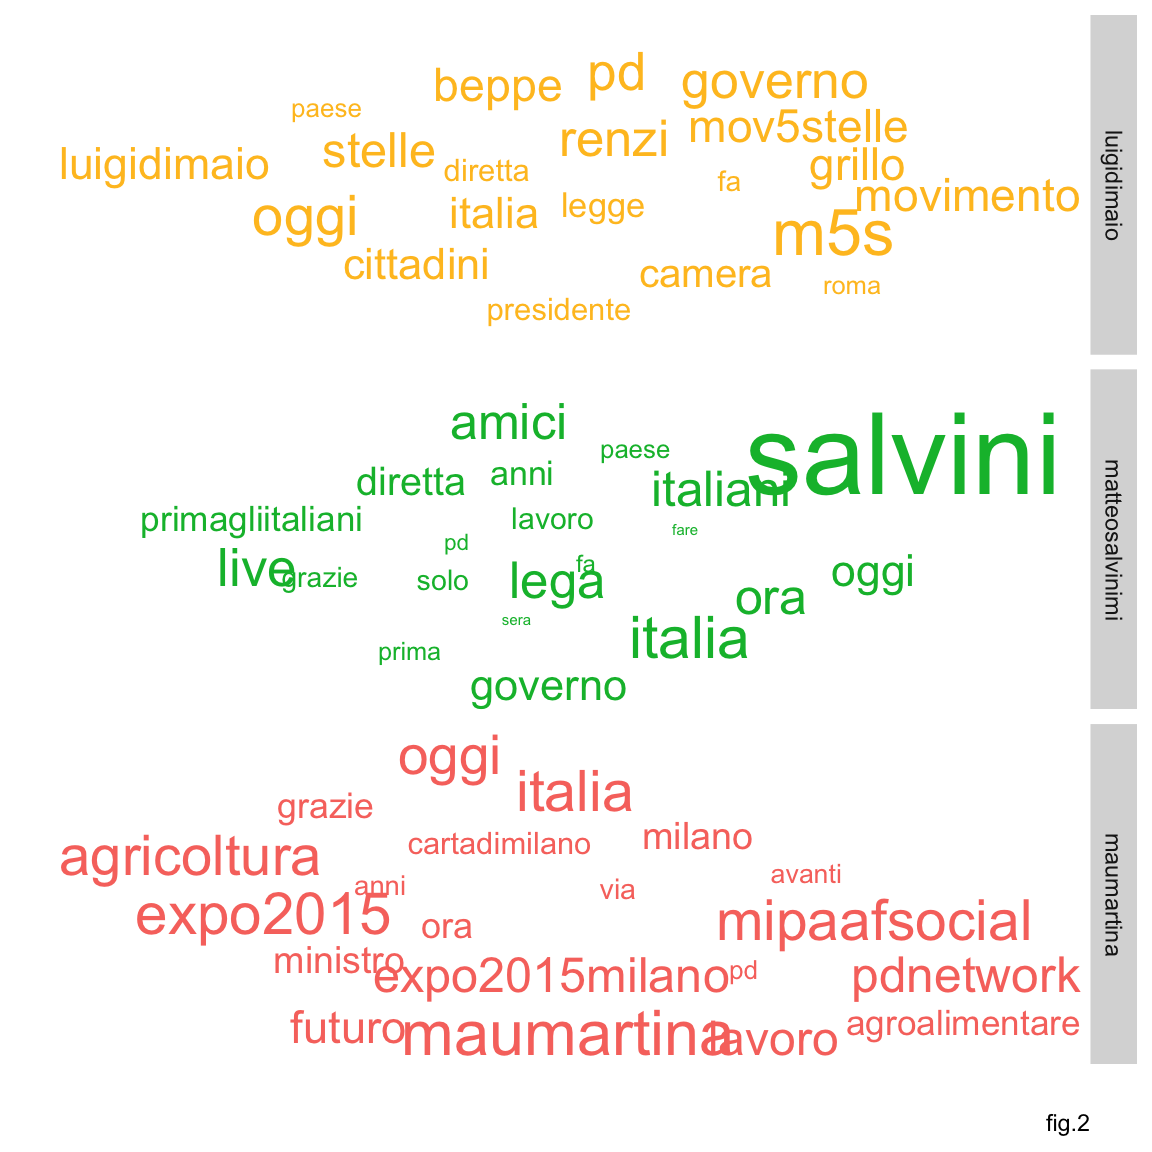 beppe
pd
governo
paese
stelle
renzi
mov5stelle
luigidimaio
diretta
fa
grillo
movimento
oggi
italia
legge
m5s
cittadini
camera
roma
presidente
luigidimaio
amici
paese
salvini
diretta
anni
italiani
primagliitaliani
lavoro
fare
pd
live
grazie
solo
lega
fa
ora
oggi
sera
italia
prima
governo
matteosalvinimi
oggi
italia
grazie
cartadimilano
milano
agricoltura
anni
via
avanti
expo2015
ora
mipaafsocial
ministro
expo2015milano
pd
pdnetwork
futuro
maumartina
lavoro
agroalimentare
maumartina
fig.2